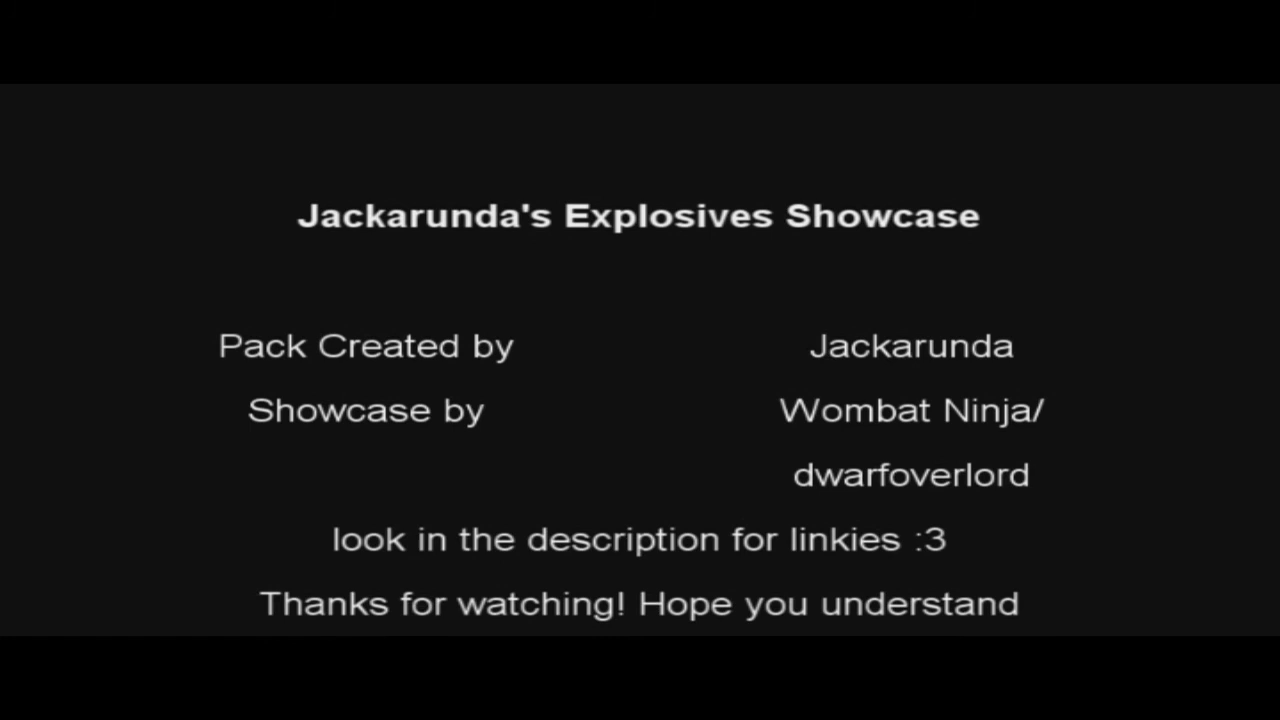 Jackarunda's Explosives Showcase
Pack Created by Jackarunda
Showcase by Wombat Ninja/
dwarfoverlord
look in the description for linkies :3
Thanks for watching! Hope you understand